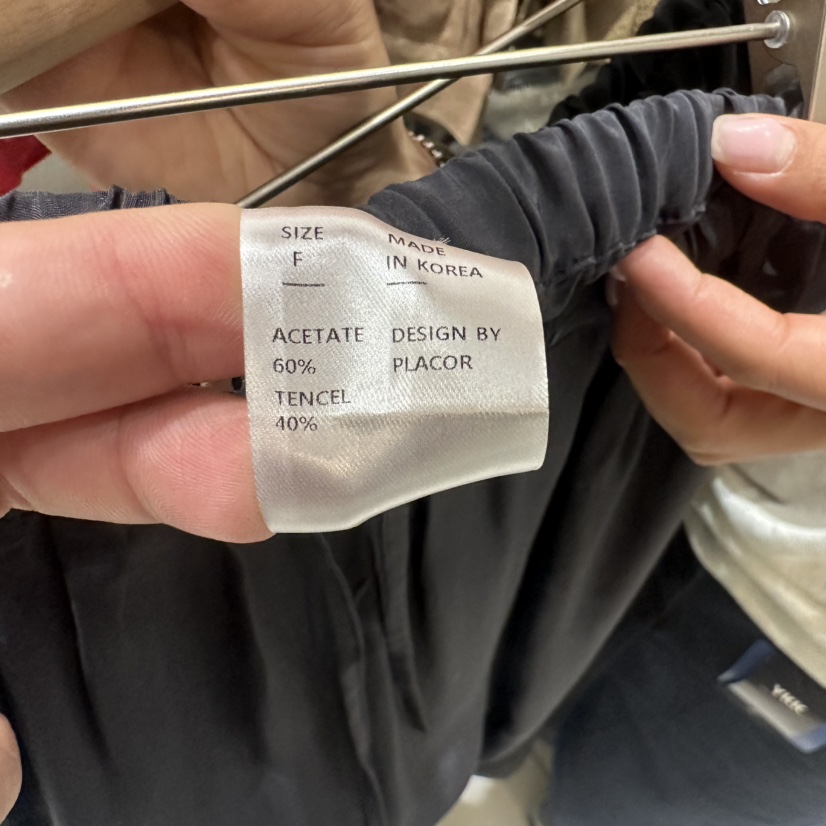 SIZE
F
MADE
IN KOREA
ACETATE
60%
TENCEL
40%
DESIGN BY
PLACOR